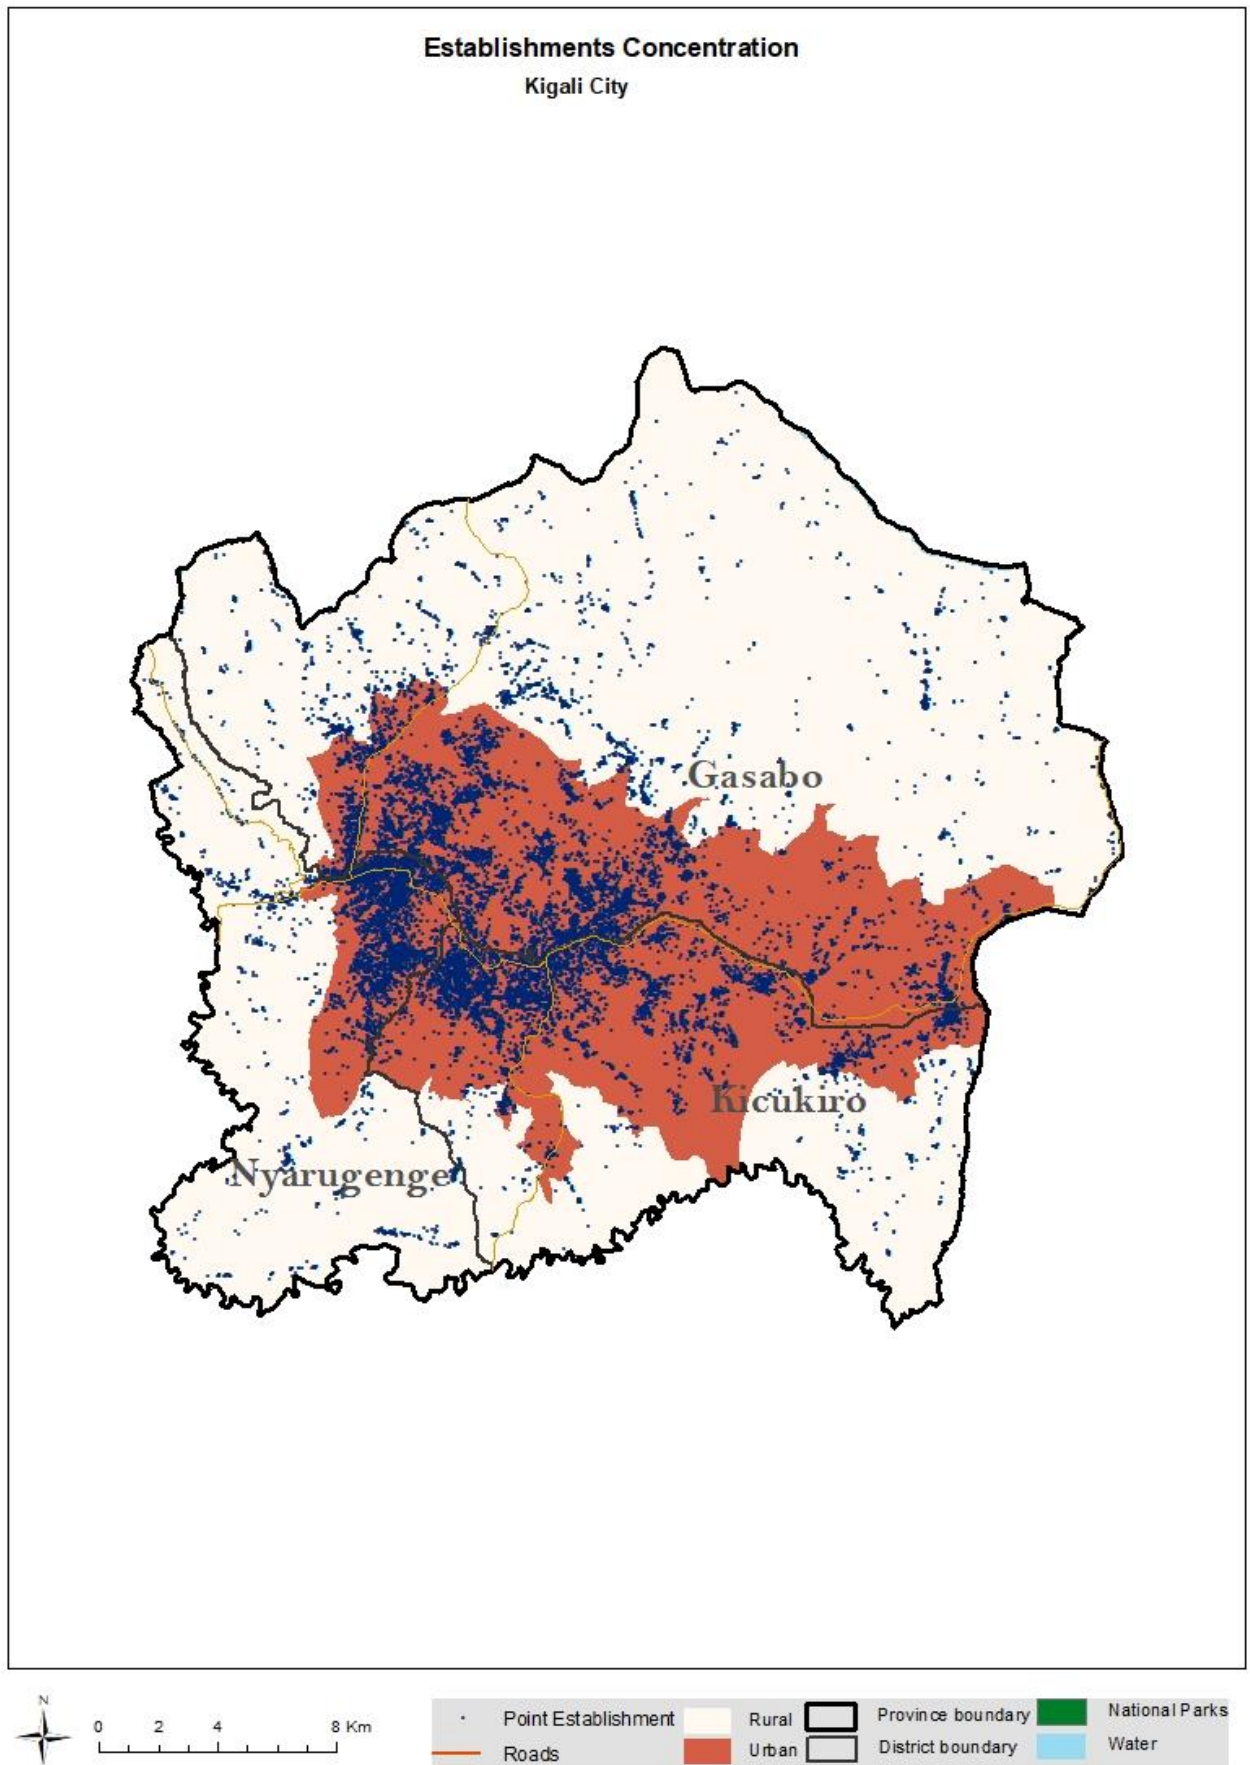 Establishments Concentration
Kigali City
Gasabo
Kicukiro
Nyarugenge
N
0 2 4 8 Km
Point Establishment
Roads
Rural
Urban
Province boundary
District boundary
National Parks
Water